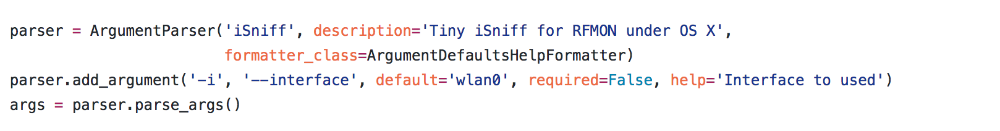 parser = ArgumentParser('iSniff', description='Tiny iSniff for RFMON under OS X',
formatter_class=ArgumentDefaultsHelpFormatter)
parser.add_argument('-i', '--interface', default='wlan0', required=False, help='Interface to used')
args = parser.parse_args()